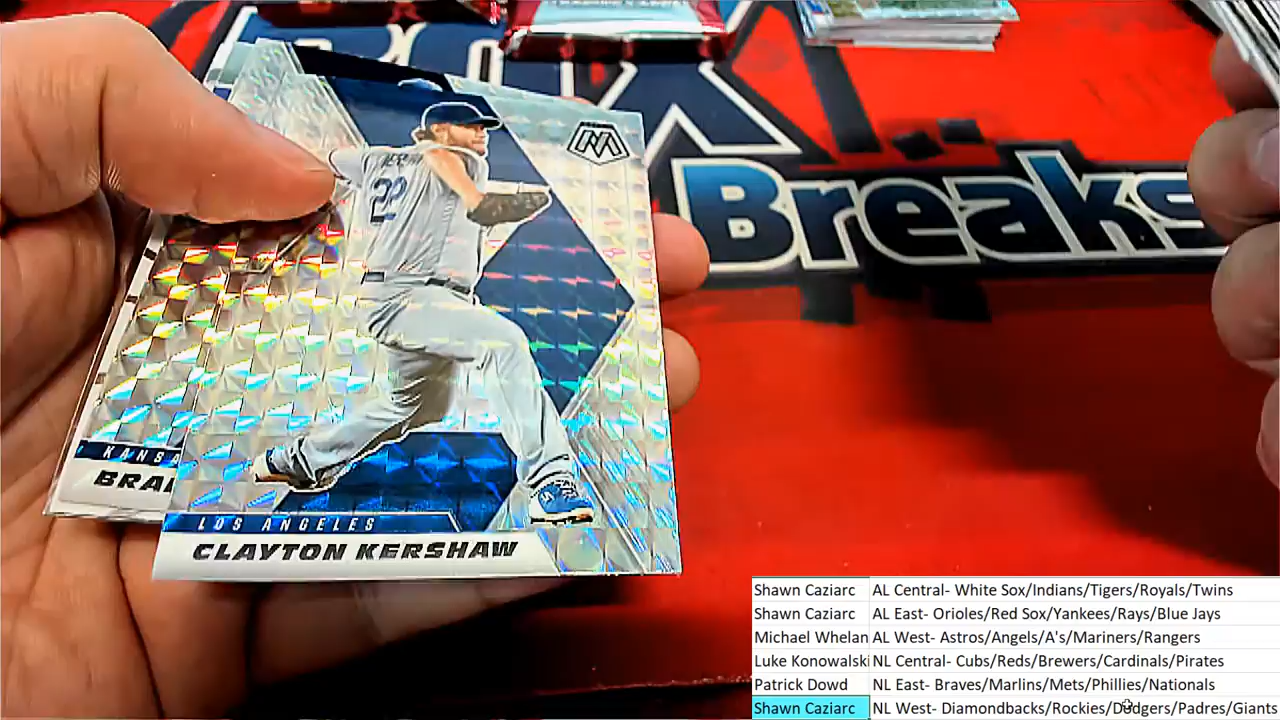 Breaks
22
KANSA
BRA
LOS ANGELES
CLAYTON KERSHAW
Shawn Caziarc AL Central- White Sox/Indians/Tigers/Royals/Twins
Shawn Caziarc AL East- Orioles/Red Sox/Yankees/Rays/Blue Jays
Michael Whelan AL West- Astros/Angels/A's/Mariners/Rangers
Luke Konowalski NL Central- Cubs/Reds/Brewers/Cardinals/Pirates
Patrick Dowd NL East- Braves/Marlins/Mets/Phillies/Nationals
Shawn Caziarc NL West- Diamondbacks/Rockies/Dodgers/Padres/Giants